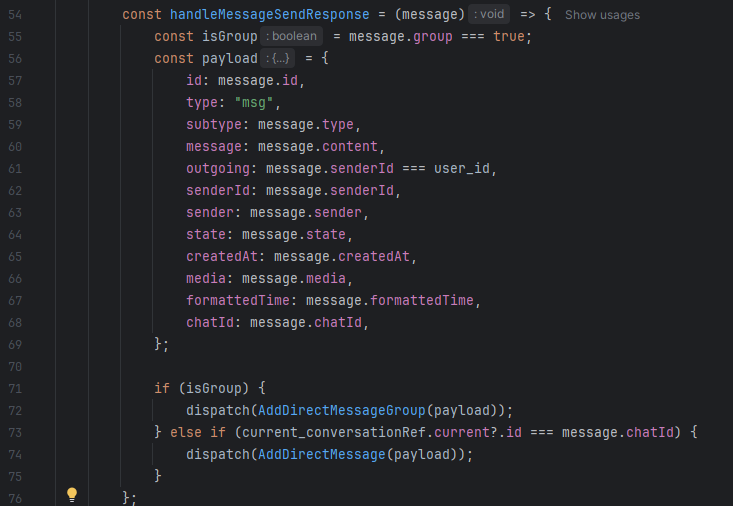 54 const handleMessageSendResponse = (message) : void => { Show usages
55 const isGroup : boolean = message.group === true;
56 const payload : {...} = {
57 id: message.id,
58 type: "msg",
59 subtype: message.type,
60 message: message.content,
61 outgoing: message.senderId === user_id,
62 senderId: message.senderId,
63 sender: message.sender,
64 state: message.state,
65 createdAt: message.createdAt,
66 media: message.media,
67 formattedTime: message.formattedTime,
68 chatId: message.chatId,
69 };
70
71 if (isGroup) {
72 dispatch(AddDirectMessageGroup(payload));
73 } else if (current_conversationRef.current?.id === message.chatId) {
74 dispatch(AddDirectMessage(payload));
75 }
76 };